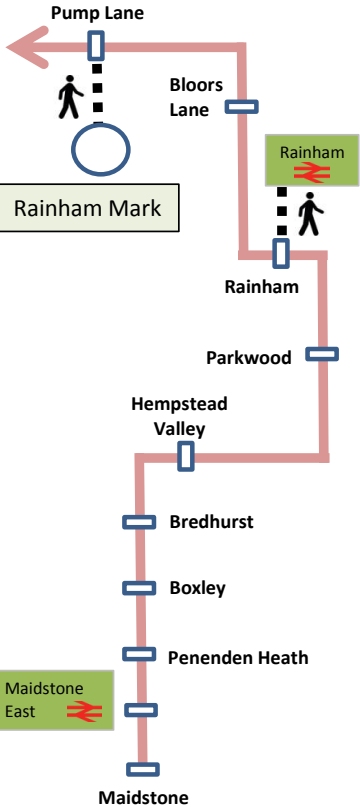 Pump Lane
Bloors
Lane
Rainham
Rainham Mark
Rainham
Parkwood
Hempstead
Valley
Bredhurst
Boxley
Penenden Heath
Maidstone
East
Maidstone